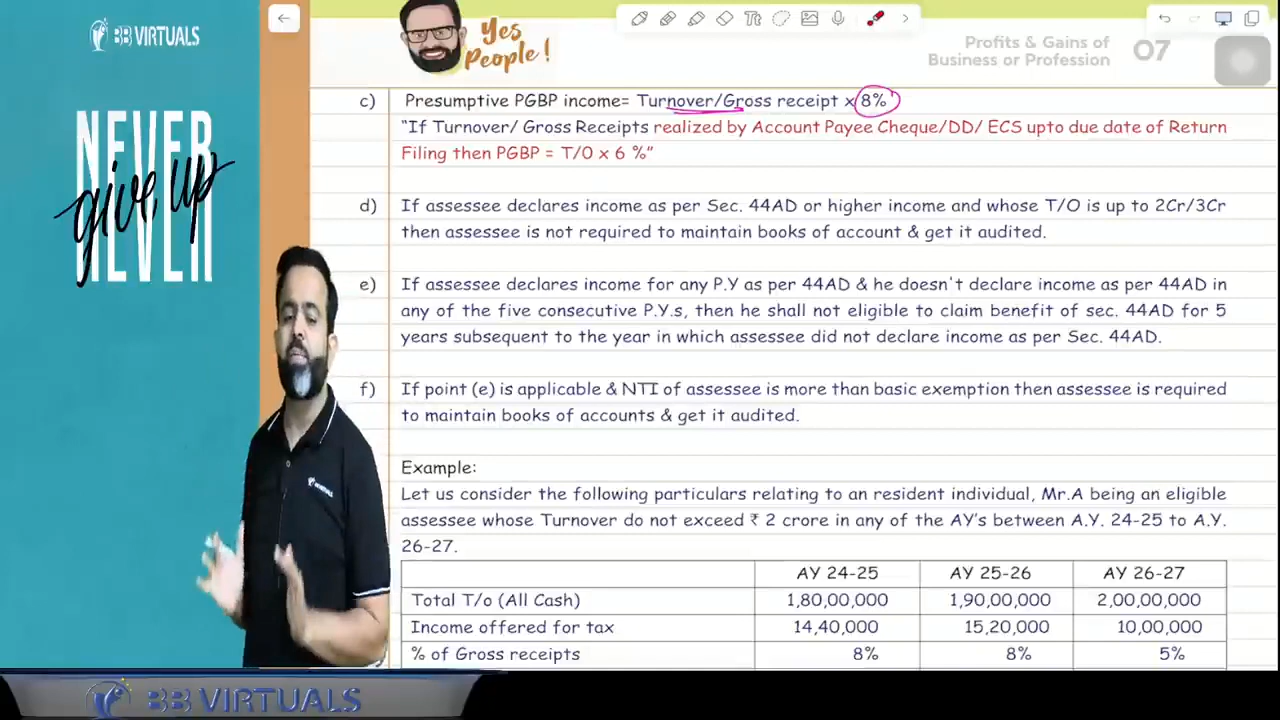 BB VIRTUALS
NEVER
give up
NEVER
Yes
People!
Profits & Gains of
Business or Profession
07
c) Presumptive PGBP income= Turnover/Gross receipt x 8%
"If Turnover/ Gross Receipts realized by Account Payee Cheque/DD/ ECS upto due date of Return
Filing then PGBP = T/O x 6 %"
d) If assessee declares income as per Sec. 44AD or higher income and whose T/O is up to 2Cr/3Cr
then assessee is not required to maintain books of account & get it audited.
e) If assessee declares income for any P.Y as per 44AD & he doesn't declare income as per 44AD in
any of the five consecutive P.Y.s, then he shall not eligible to claim benefit of sec. 44AD for 5
years subsequent to the year in which assessee did not declare income as per Sec. 44AD.
f) If point (e) is applicable & NTI of assessee is more than basic exemption then assessee is required
to maintain books of accounts & get it audited.
Example:
Let us consider the following particulars relating to an resident individual, Mr.A being an eligible
assessee whose Turnover do not exceed ₹ 2 crore in any of the AY's between A.Y. 24-25 to A.Y.
26-27.
AY 24-25 AY 25-26 AY 26-27
Total T/o (All Cash) 1,80,00,000 1,90,00,000 2,00,00,000
Income offered for tax 14,40,000 15,20,000 10,00,000
% of Gross receipts 8% 8% 5%
BB VIRTUALS